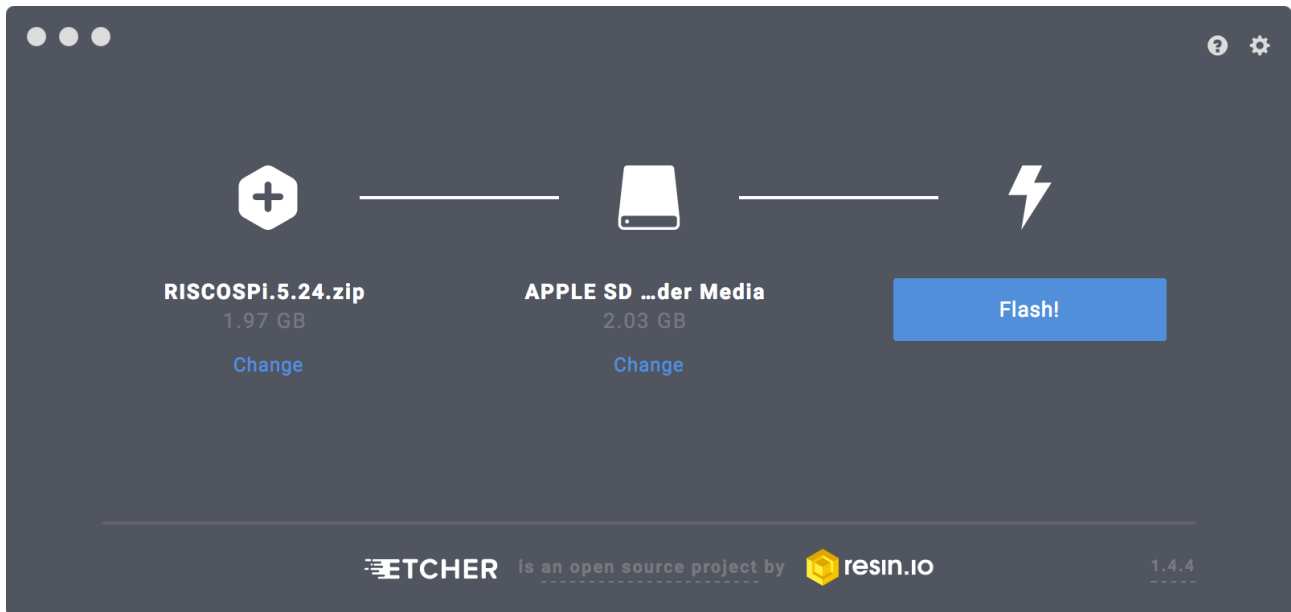 RISCOSPi.5.24.zip
1.97 GB
Change
APPLE SD ...der Media
2.03 GB
Change
Flash!
ETCHER is an open source project by resin.io 1.4.4